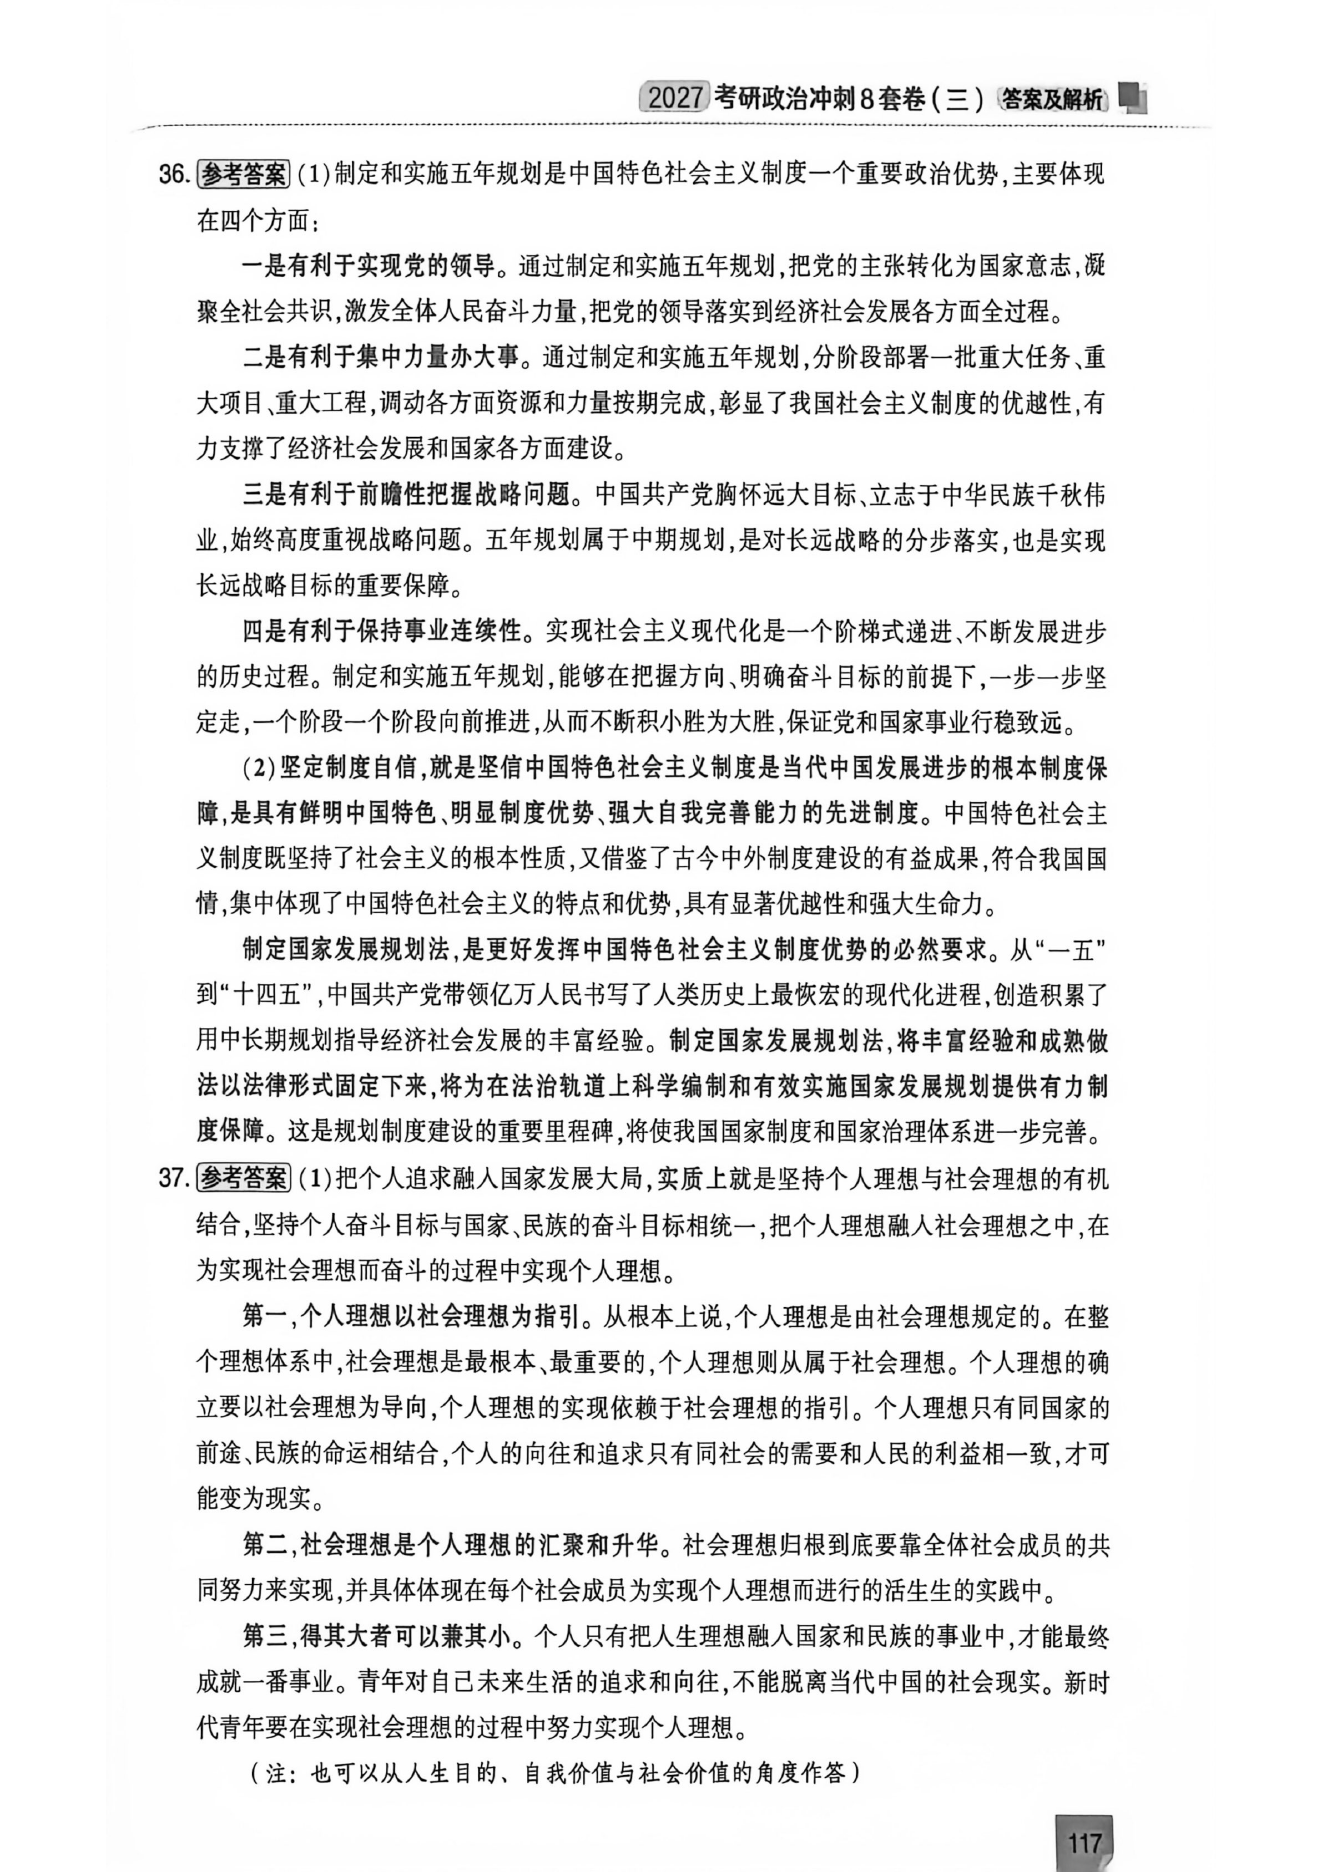 2027 考研政治冲刺8套卷(三) 答案及解析
36. 参考答案 (1)制定和实施五年规划是中国特色社会主义制度一个重要政治优势,主要体现
在四个方面:
一是有利于实现党的领导。通过制定和实施五年规划,把党的主张转化为国家意志,凝
聚全社会共识,激发全体人民奋斗力量,把党的领导落实到经济社会发展各方面全过程。
二是有利于集中力量办大事。通过制定和实施五年规划,分阶段部署一批重大任务、重
大项目、重大工程,调动各方面资源和力量按期完成,彰显了我国社会主义制度的优越性,有
力支撑了经济社会发展和国家各方面建设。
三是有利于前瞻性把握战略问题。中国共产党胸怀远大目标、立志于中华民族千秋伟
业,始终高度重视战略问题。五年规划属于中期规划,是对长远战略的分步落实,也是实现
长远战略目标的重要保障。
四是有利于保持事业连续性。实现社会主义现代化是一个阶梯式递进、不断发展进步
的历史过程。制定和实施五年规划,能够在把握方向、明确奋斗目标的前提下,一步一步坚
定走,一个阶段一个阶段向前推进,从而不断积小胜为大胜,保证党和国家事业行稳致远。
(2)坚定制度自信,就是坚信中国特色社会主义制度是当代中国发展进步的根本制度保
障,是具有鲜明中国特色、明显制度优势、强大自我完善能力的先进制度。中国特色社会主
义制度既坚持了社会主义的根本性质,又借鉴了古今中外制度建设的有益成果,符合我国国
情,集中体现了中国特色社会主义的特点和优势,具有显著优越性和强大生命力。
制定国家发展规划法,是更好发挥中国特色社会主义制度优势的必然要求。从“一五”
到“十四五”,中国共产党带领亿万人民书写了人类历史上最恢宏的现代化进程,创造积累了
用中长期规划指导经济社会发展的丰富经验。制定国家发展规划法,将丰富经验和成熟做
法以法律形式固定下来,将为在法治轨道上科学编制和有效实施国家发展规划提供有力制
度保障。这是规划制度建设的重要里程碑,将使我国国家制度和国家治理体系进一步完善。
37. 参考答案 (1)把个人追求融入国家发展大局,实质上就是坚持个人理想与社会理想的有机
结合,坚持个人奋斗目标与国家、民族的奋斗目标相统一,把个人理想融入社会理想之中,在
为实现社会理想而奋斗的过程中实现个人理想。
第一,个人理想以社会理想为指引。从根本上说,个人理想是由社会理想规定的。在整
个理想体系中,社会理想是最根本、最重要的,个人理想则从属于社会理想。个人理想的确
立要以社会理想为导向,个人理想的实现依赖于社会理想的指引。个人理想只有同国家的
前途、民族的命运相结合,个人的向往和追求只有同社会的需要和人民的利益相一致,才可
能变为现实。
第二,社会理想是个人理想的汇聚和升华。社会理想归根到底要靠全体社会成员的共
同努力来实现,并具体体现在每个社会成员为实现个人理想而进行的活生生的实践中。
第三,得其大者可以兼其小。个人只有把人生理想融入国家和民族的事业中,才能最终
成就一番事业。青年对自己未来生活的追求和向往,不能脱离当代中国的社会现实。新时
代青年要在实现社会理想的过程中努力实现个人理想。
(注: 也可以从人生目的、自我价值与社会价值的角度作答)
117